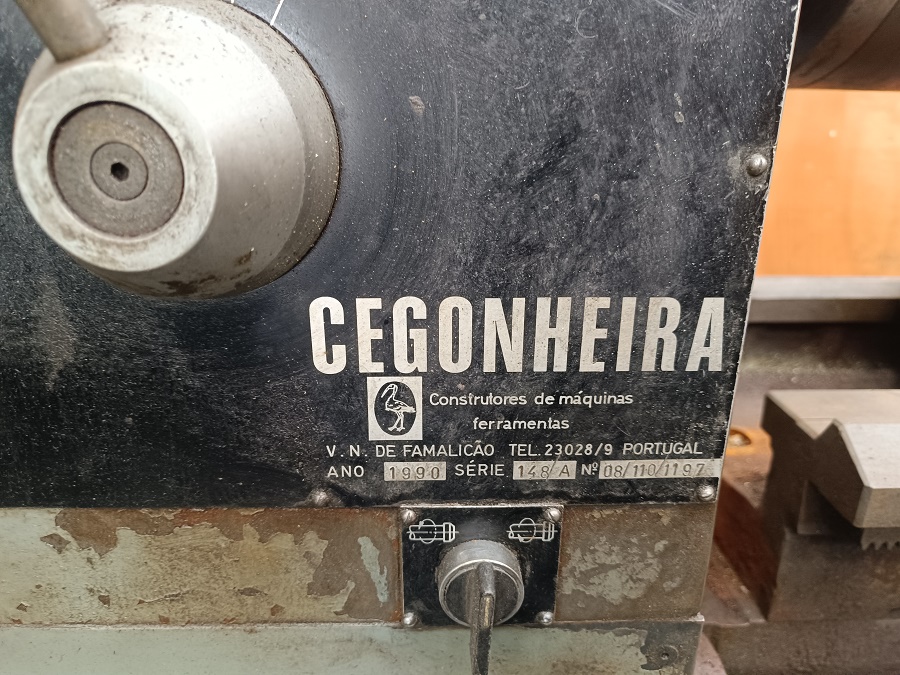 CEGONHEIRA
Construtores de máquinas
ferramentas
V. N. DE FAMALICÃO TEL. 23028/9 PORTUGAL
ANO 1990 SÉRIE 148/A Nº 08/110/1197